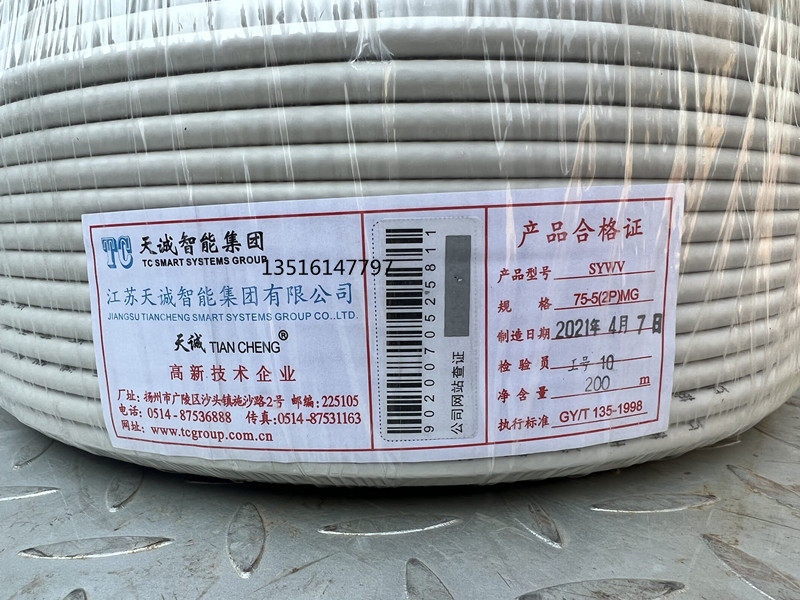 TC 天诚智能集团
TC SMART SYSTEMS GROUP
13516147797
江苏天诚智能集团有限公司
JIANGSU TIANCHENG SMART SYSTEMS GROUP CO.,LTD.
天诚 TIAN CHENG®
高新技术企业
厂址：扬州市广陵区沙头镇施沙路2号 邮编：225105
电话：0514-87536888 传真：0514-87531163
网址：www.tcgroup.com.cn
9020070525811
公司网站查证
产品合格证
产品型号 SYWV
规格 75-5(2P)MG
制造日期 2021年4月7日
检验员 工号 10
净含量 200 m
执行标准 GY/T 135-1998